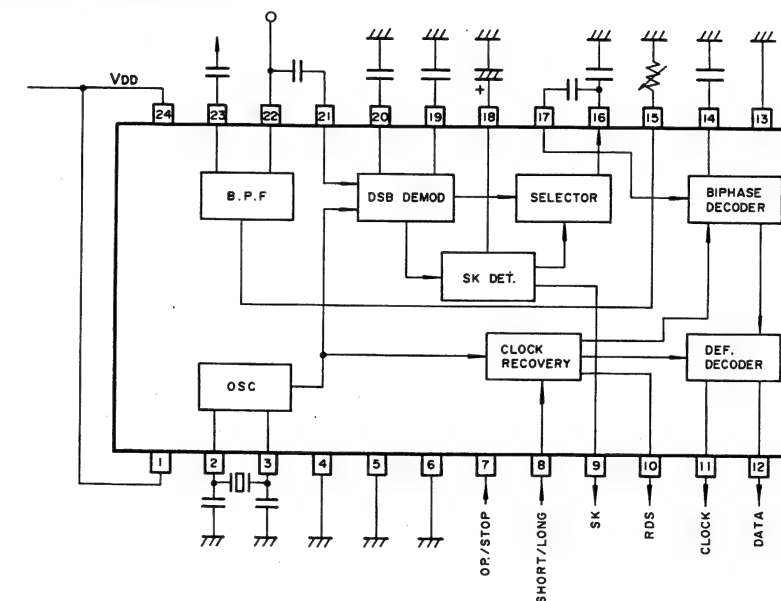 VDD
24
23
22
21
20
19
18
17
16
15
14
13
+
B.P.F
DSB DEMOD
SELECTOR
BIPHASE
DECODER
SK DET.
CLOCK
RECOVERY
DEF.
DECODER
OSC
1
2
3
4
5
6
7
8
9
10
11
12
OP./STOP
SHORT/LONG
SK
RDS
CLOCK
DATA